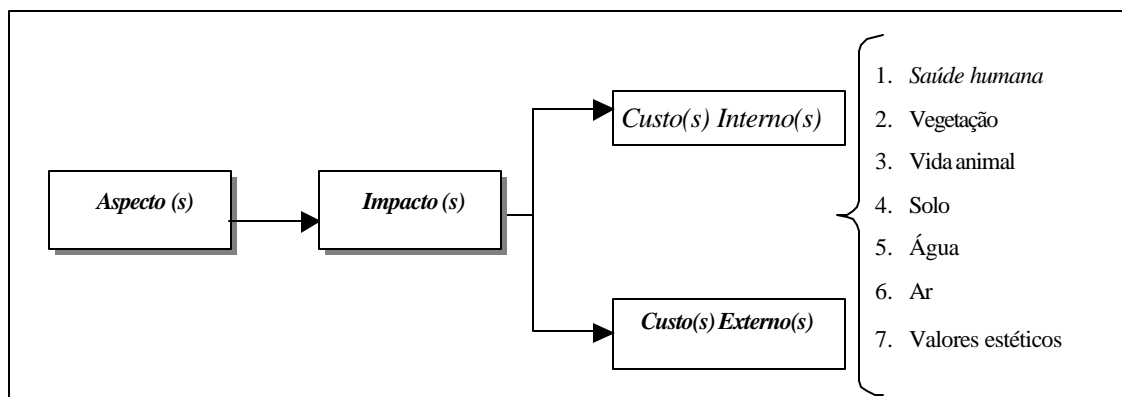 Aspecto (s)
Impacto (s)
Custo(s) Interno(s)
Custo(s) Externo(s)
1. Saúde humana
2. Vegetação
3. Vida animal
4. Solo
5. Água
6. Ar
7. Valores estéticos